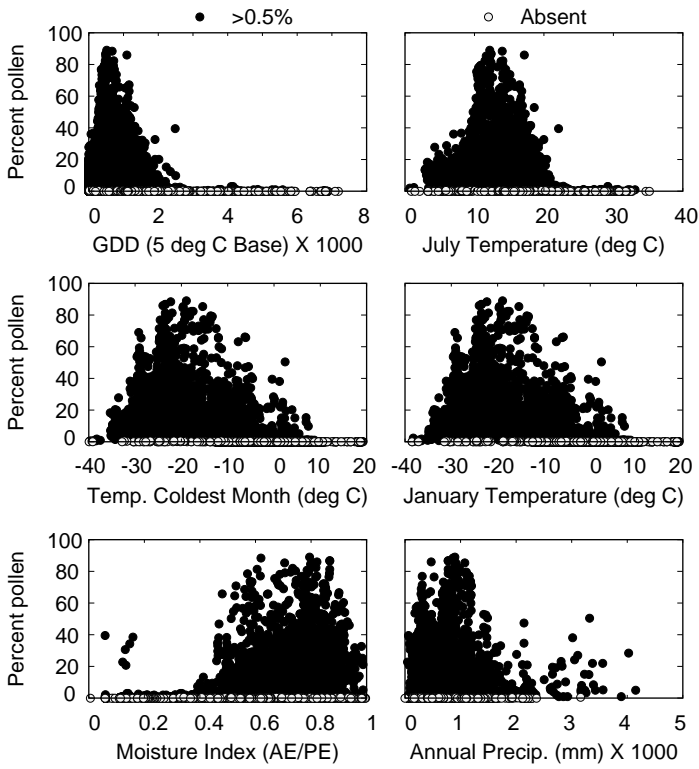 >0.5% Absent
100
80
60
40
20
0
Percent pollen
0 2 4 6 8
GDD (5 deg C Base) X 1000
0 10 20 30 40
July Temperature (deg C)
100
80
60
40
20
0
Percent pollen
-40 -30 -20 -10 0 10 20
Temp. Coldest Month (deg C)
-40 -30 -20 -10 0 10 20
January Temperature (deg C)
100
80
60
40
20
0
Percent pollen
0 0.2 0.4 0.6 0.8 1
Moisture Index (AE/PE)
0 1 2 3 4 5
Annual Precip. (mm) X 1000